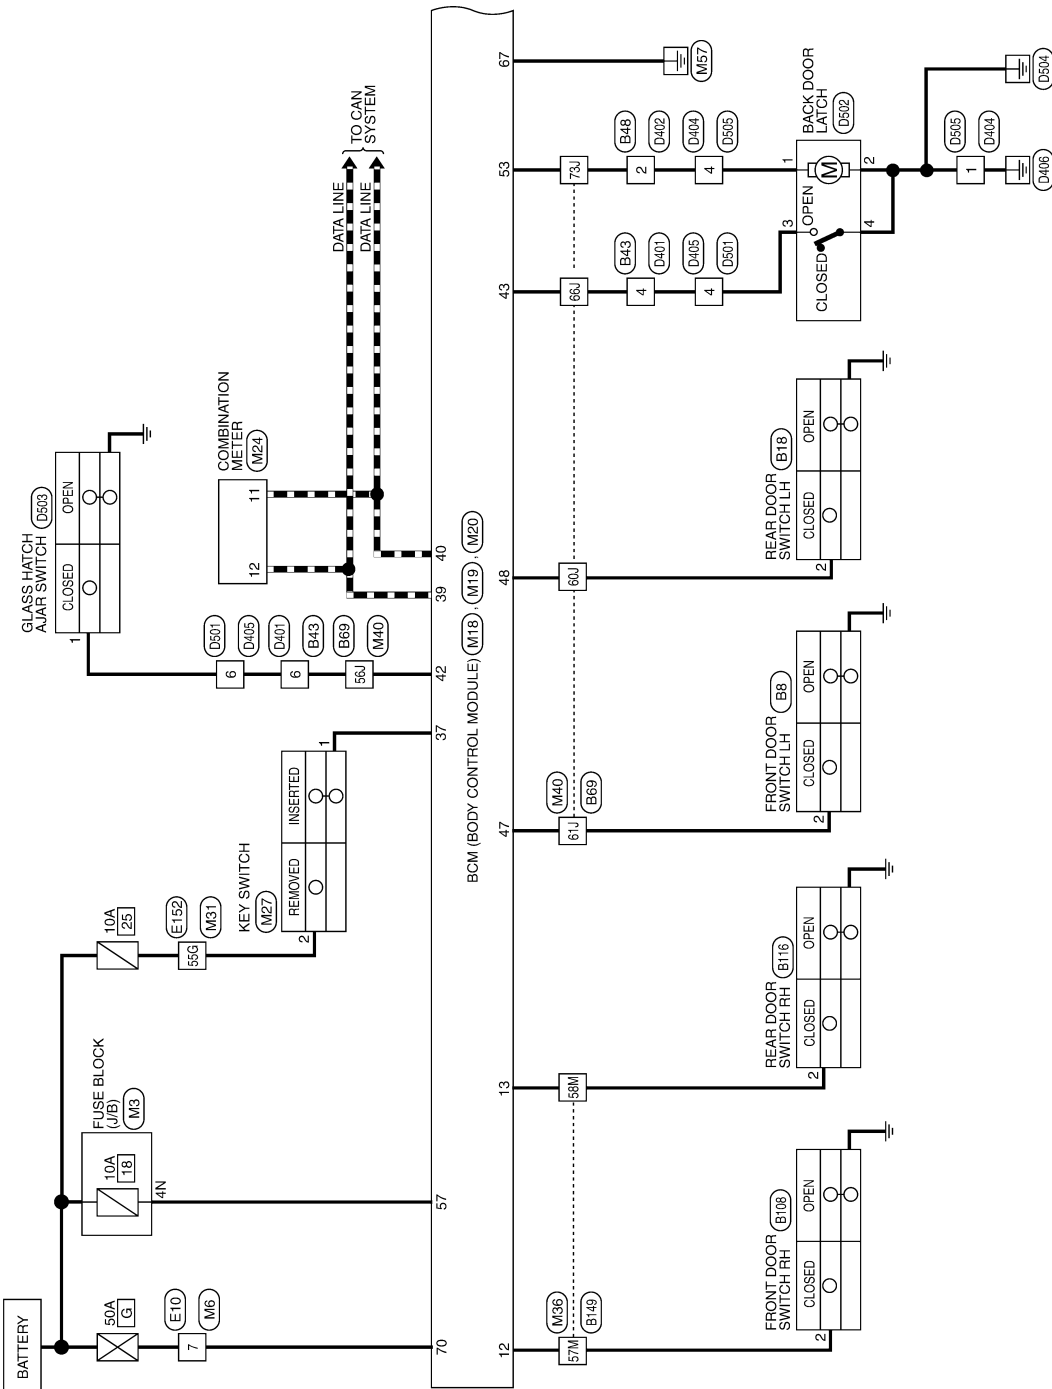 BATTERY
50A
G
E10
7
M6
70
FUSE BLOCK
(J/B)
M3
10A
18
4N
57
10A
25
E152
55G
M31
KEY SWITCH
M27
REMOVED
INSERTED
2
1
37
GLASS HATCH
AJAR SWITCH
D503
CLOSED
OPEN
1
D501
6
D405
D401
6
B43
B69
56J
M40
42
COMBINATION
METER
M24
12
11
39
40
DATA LINE
DATA LINE
TO CAN
SYSTEM
BCM (BODY CONTROL MODULE) M18 , M19 , M20
12
M36
57M
B149
FRONT DOOR
SWITCH RH
B108
CLOSED
OPEN
2
13
58M
REAR DOOR
SWITCH RH
B116
CLOSED
OPEN
2
47
M40
61J
B69
FRONT DOOR
SWITCH LH
B8
CLOSED
OPEN
2
48
60J
REAR DOOR
SWITCH LH
B18
CLOSED
OPEN
2
43
66J
B43
4
D401
D405
4
D501
53
73J
B48
2
D402
D404
4
D505
67
M57
BACK DOOR
LATCH
D502
3
1
OPEN
CLOSED
M
4
2
D505
1
D404
D406
D504